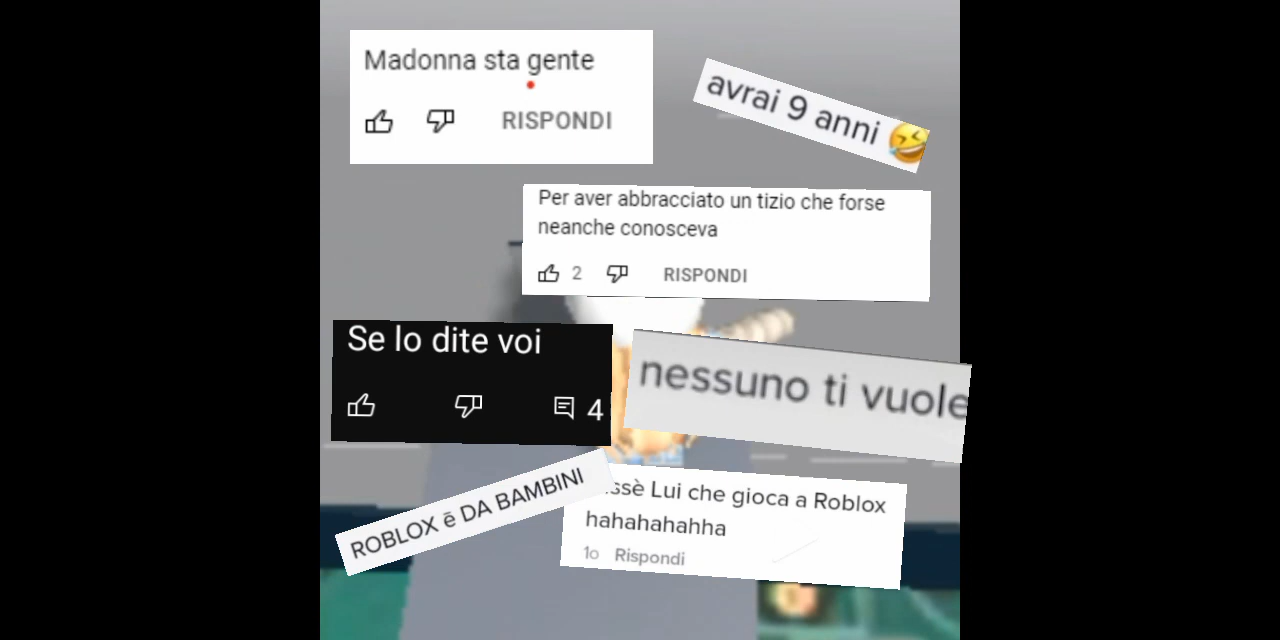 Madonna sta gente
RISPONDI
avrai 9 anni 🤣
Per aver abbracciato un tizio che forse
neanche conosceva
2 RISPONDI
Se lo dite voi
4
nessuno ti vuole
ROBLOX ē DA BAMBINI
Lui che gioca a Roblox
hahahahahha
1o Rispondi